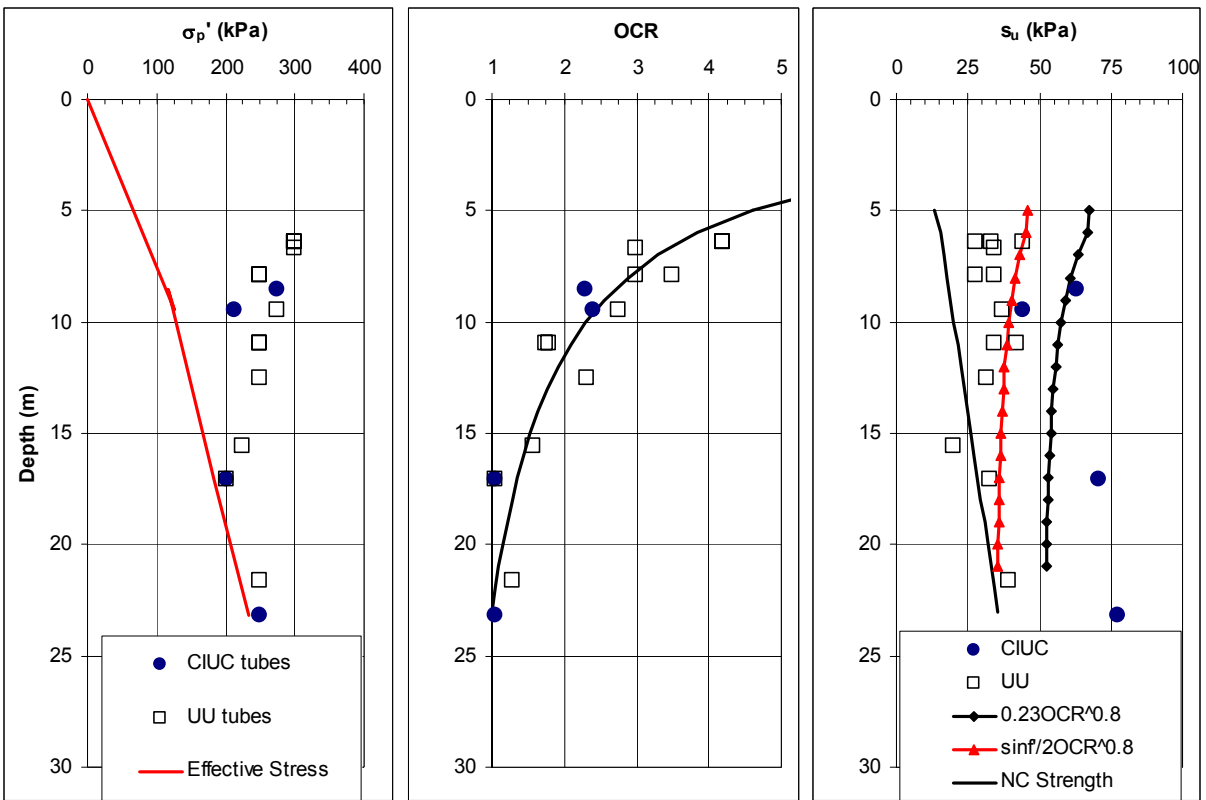 σp' (kPa)
0 100 200 300 400
0
5
10
15
20
25
30
Depth (m)
CIUC tubes
UU tubes
Effective Stress
OCR
1 2 3 4 5
0
5
10
15
20
25
30
su (kPa)
0 25 50 75 100
0
5
10
15
20
25
30
CIUC
UU
0.23OCR^0.8
sinf'/2OCR^0.8
NC Strength